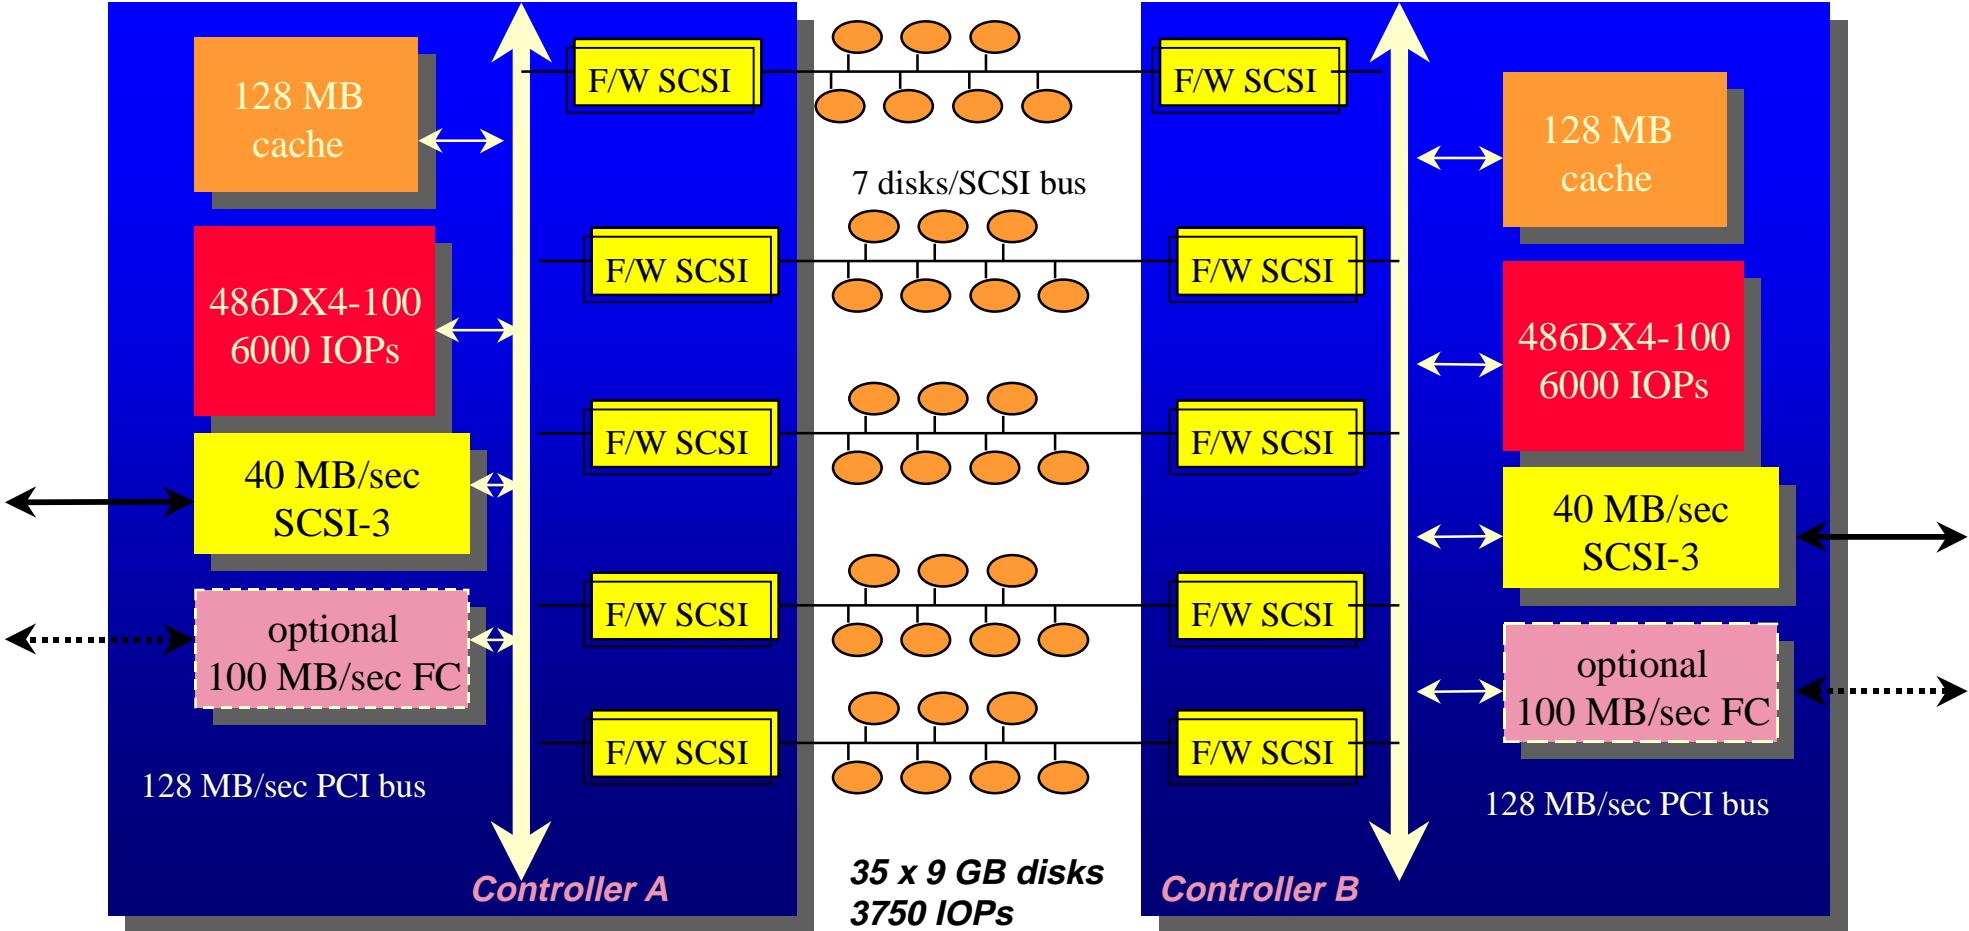 128 MB
cache
486DX4-100
6000 IOPs
40 MB/sec
SCSI-3
optional
100 MB/sec FC
128 MB/sec PCI bus
Controller A
F/W SCSI
F/W SCSI
F/W SCSI
F/W SCSI
F/W SCSI
7 disks/SCSI bus
35 x 9 GB disks
3750 IOPs
F/W SCSI
F/W SCSI
F/W SCSI
F/W SCSI
F/W SCSI
128 MB
cache
486DX4-100
6000 IOPs
40 MB/sec
SCSI-3
optional
100 MB/sec FC
128 MB/sec PCI bus
Controller B